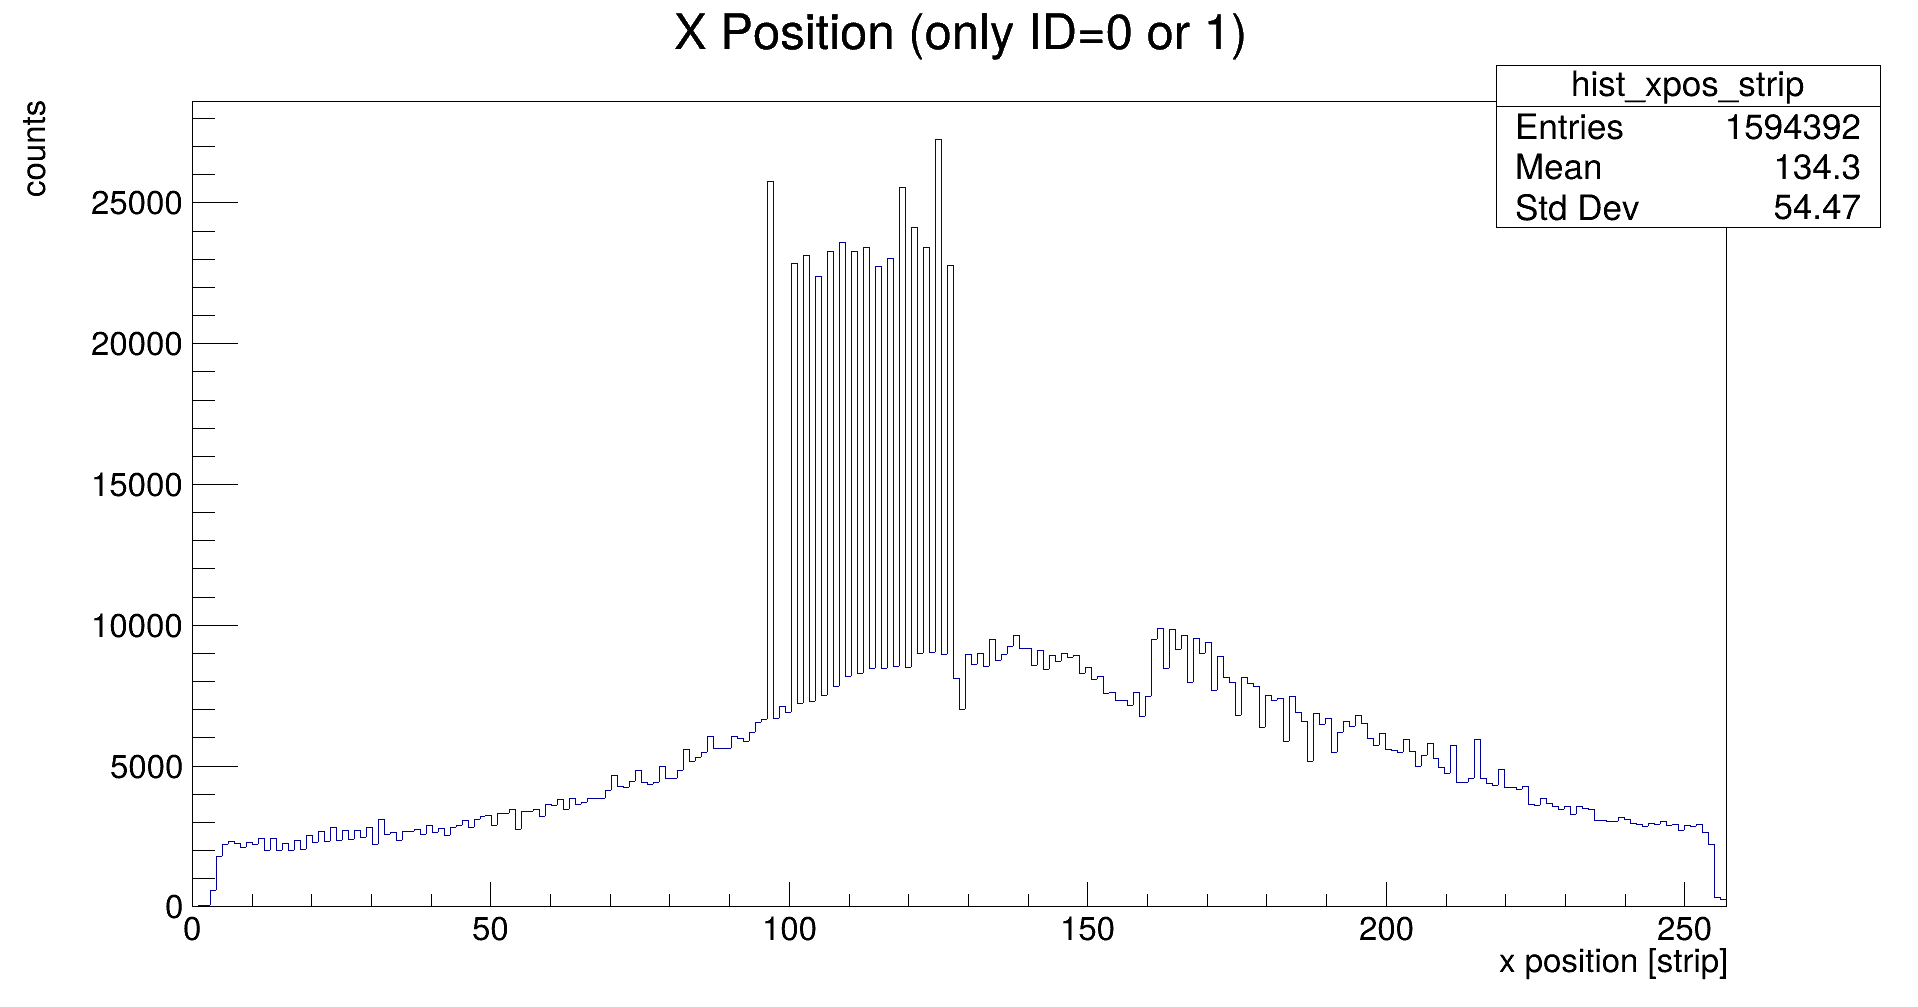 X Position (only ID=0 or 1)
hist_xpos_strip
Entries 1594392
Mean 134.3
Std Dev 54.47
counts
25000
20000
15000
10000
5000
0
0 50 100 150 200 250
x position [strip]